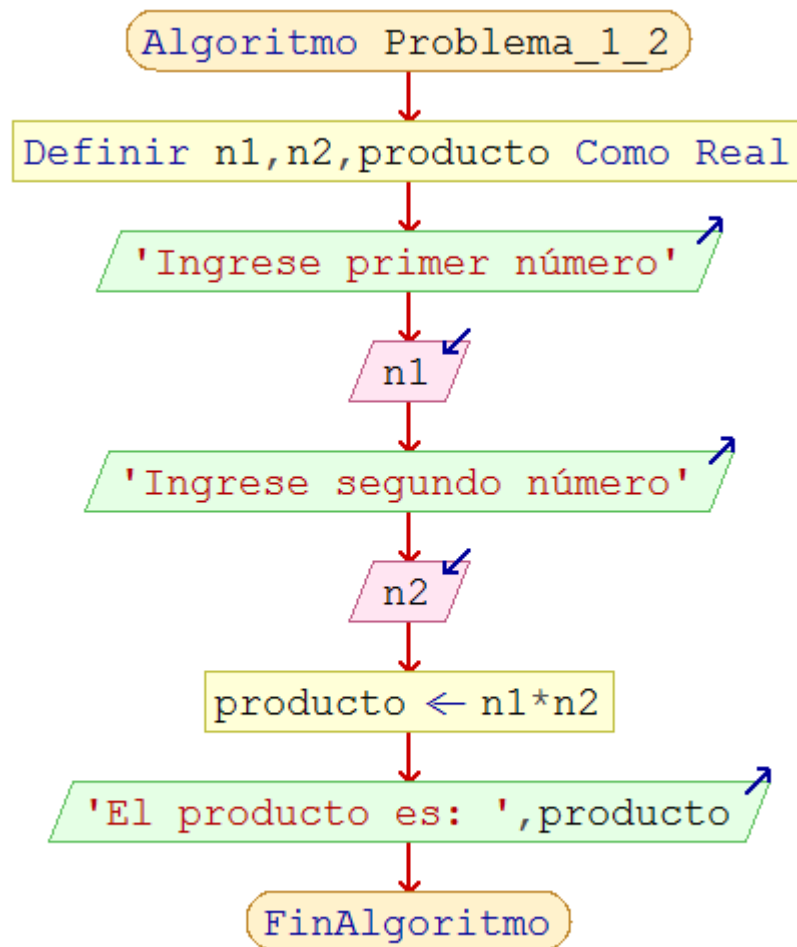 Algoritmo Problema_1_2
Definir n1,n2,producto Como Real
'Ingrese primer número'
n1
'Ingrese segundo número'
n2
producto ← n1*n2
'El producto es: ',producto
FinAlgoritmo